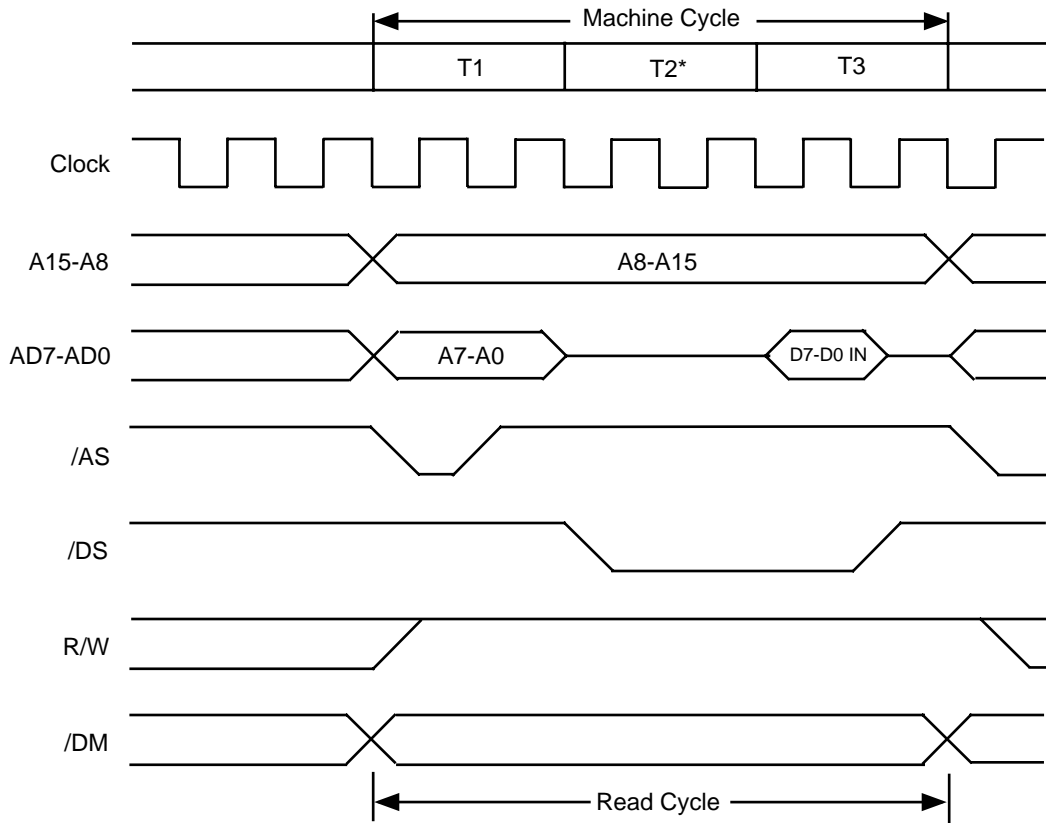 Machine Cycle
T1 T2* T3
Clock
A15-A8 A8-A15
AD7-AD0 A7-A0 D7-D0 IN
/AS
/DS
R/W
/DM
Read Cycle